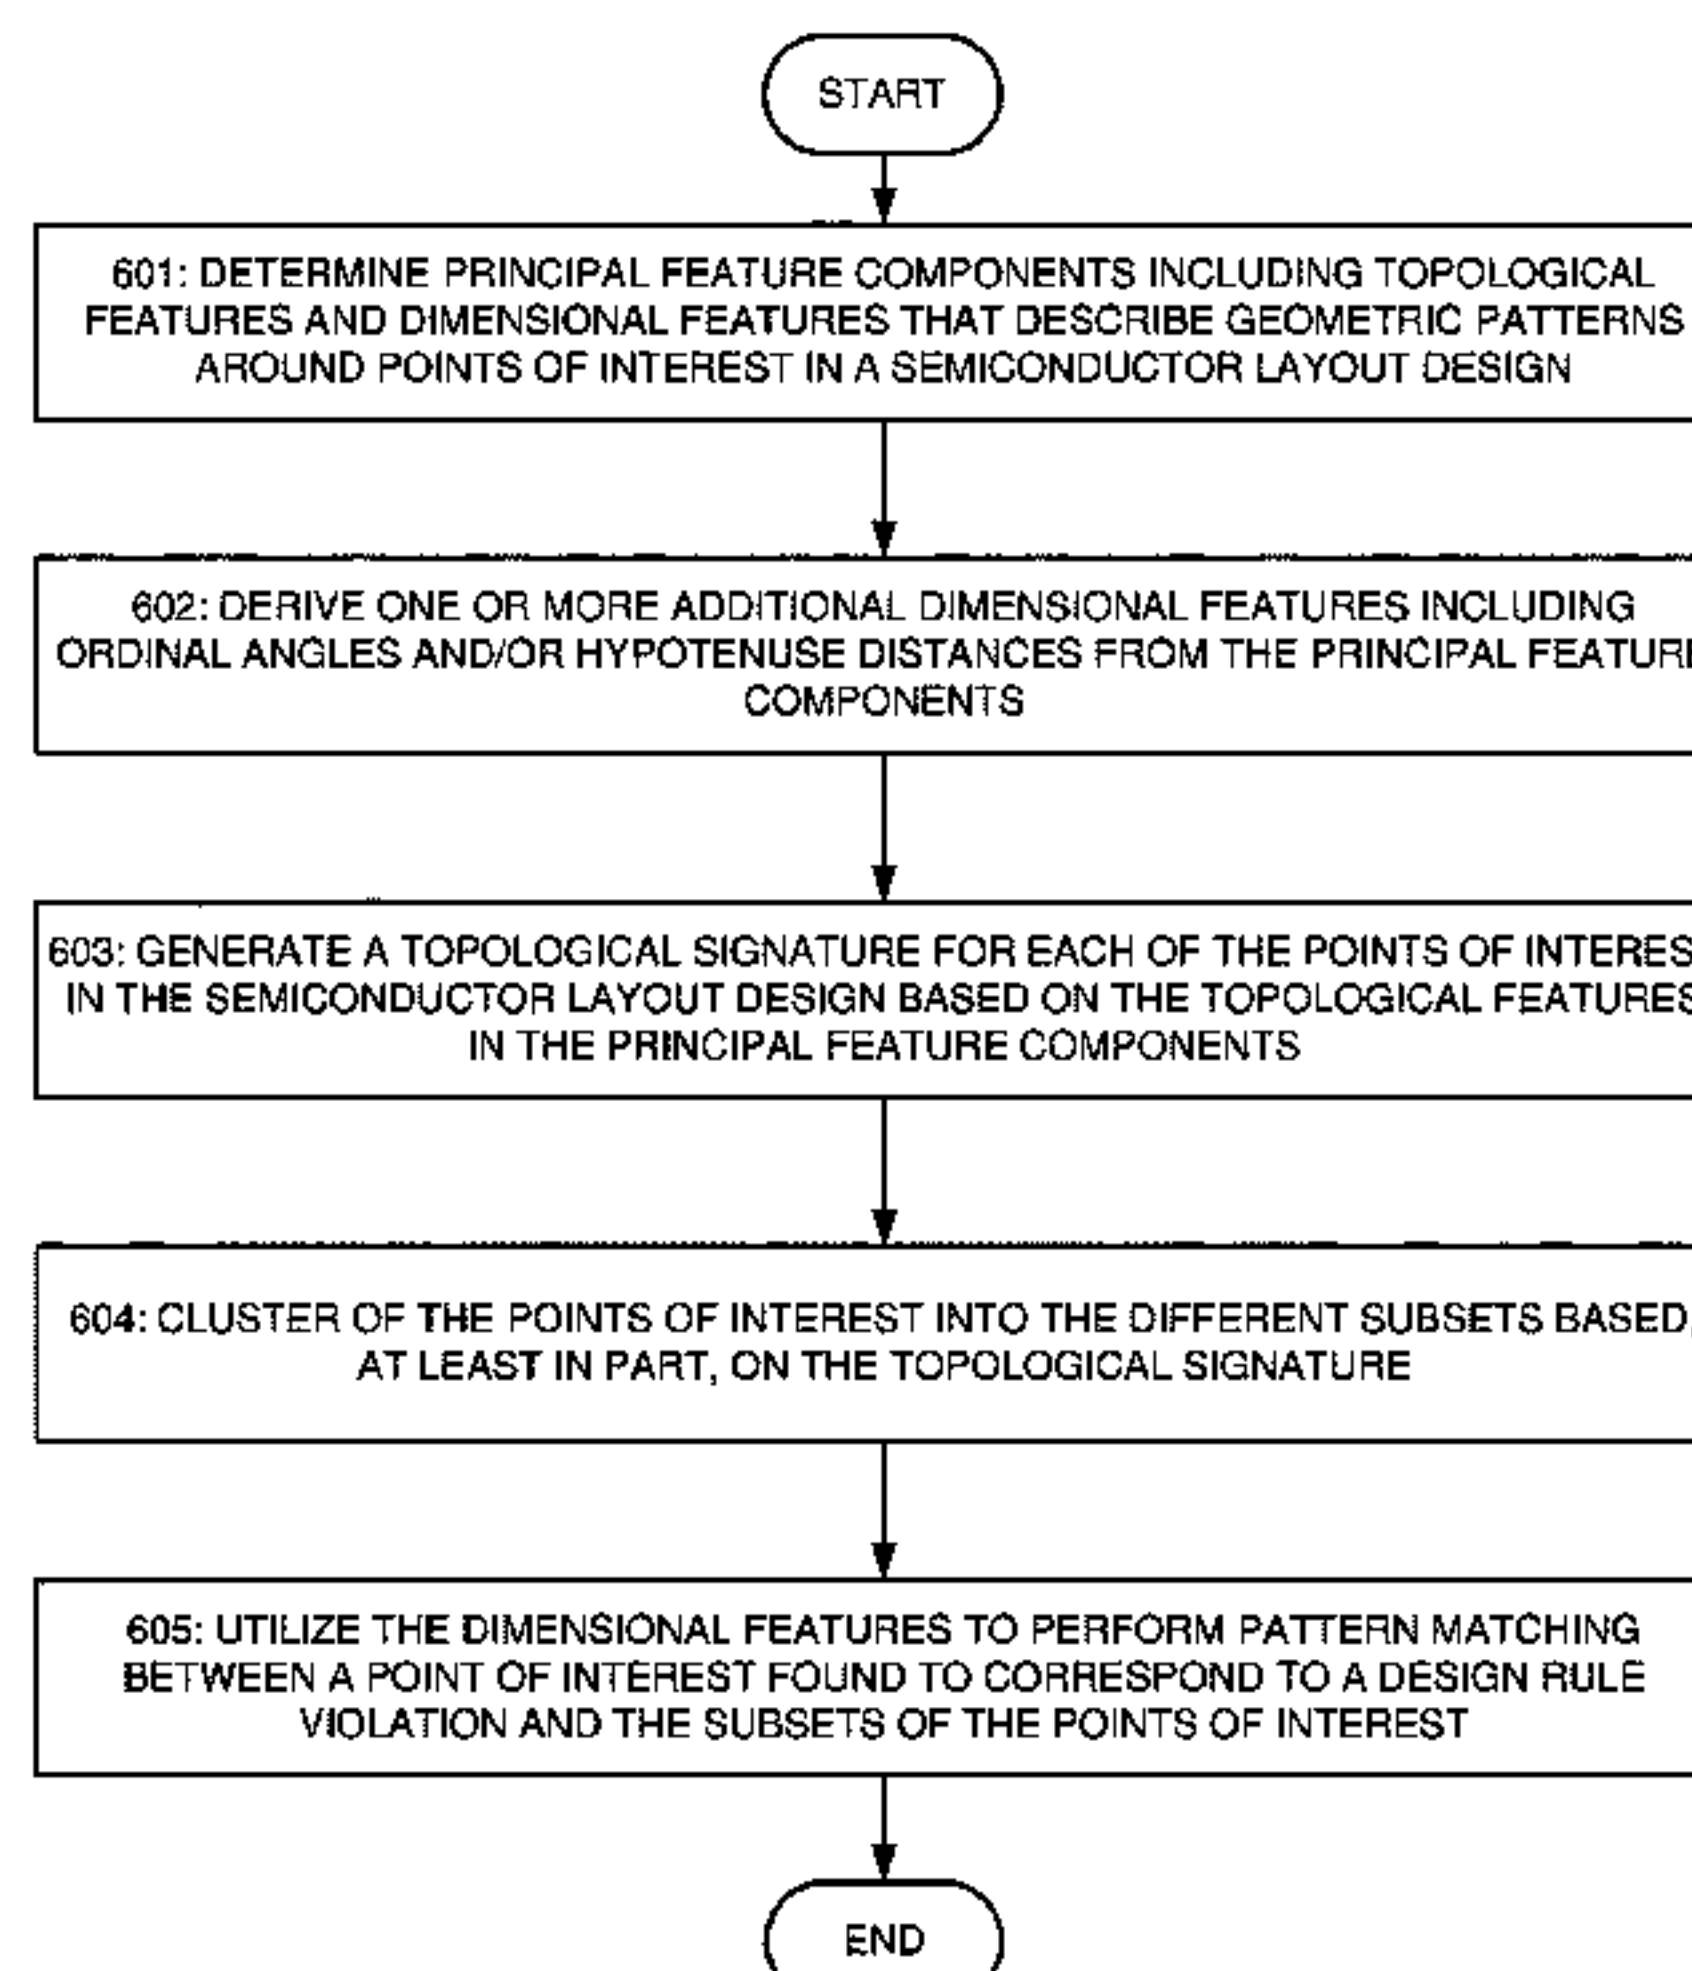 START
601: DETERMINE PRINCIPAL FEATURE COMPONENTS INCLUDING TOPOLOGICAL
FEATURES AND DIMENSIONAL FEATURES THAT DESCRIBE GEOMETRIC PATTERNS
AROUND POINTS OF INTEREST IN A SEMICONDUCTOR LAYOUT DESIGN
602: DERIVE ONE OR MORE ADDITIONAL DIMENSIONAL FEATURES INCLUDING
ORDINAL ANGLES AND/OR HYPOTENUSE DISTANCES FROM THE PRINCIPAL FEATURE
COMPONENTS
603: GENERATE A TOPOLOGICAL SIGNATURE FOR EACH OF THE POINTS OF INTERES
IN THE SEMICONDUCTOR LAYOUT DESIGN BASED ON THE TOPOLOGICAL FEATURES
IN THE PRINCIPAL FEATURE COMPONENTS
604: CLUSTER OF THE POINTS OF INTEREST INTO THE DIFFERENT SUBSETS BASED,
AT LEAST IN PART, ON THE TOPOLOGICAL SIGNATURE
605: UTILIZE THE DIMENSIONAL FEATURES TO PERFORM PATTERN MATCHING
BETWEEN A POINT OF INTEREST FOUND TO CORRESPOND TO A DESIGN RULE
VIOLATION AND THE SUBSETS OF THE POINTS OF INTEREST
END